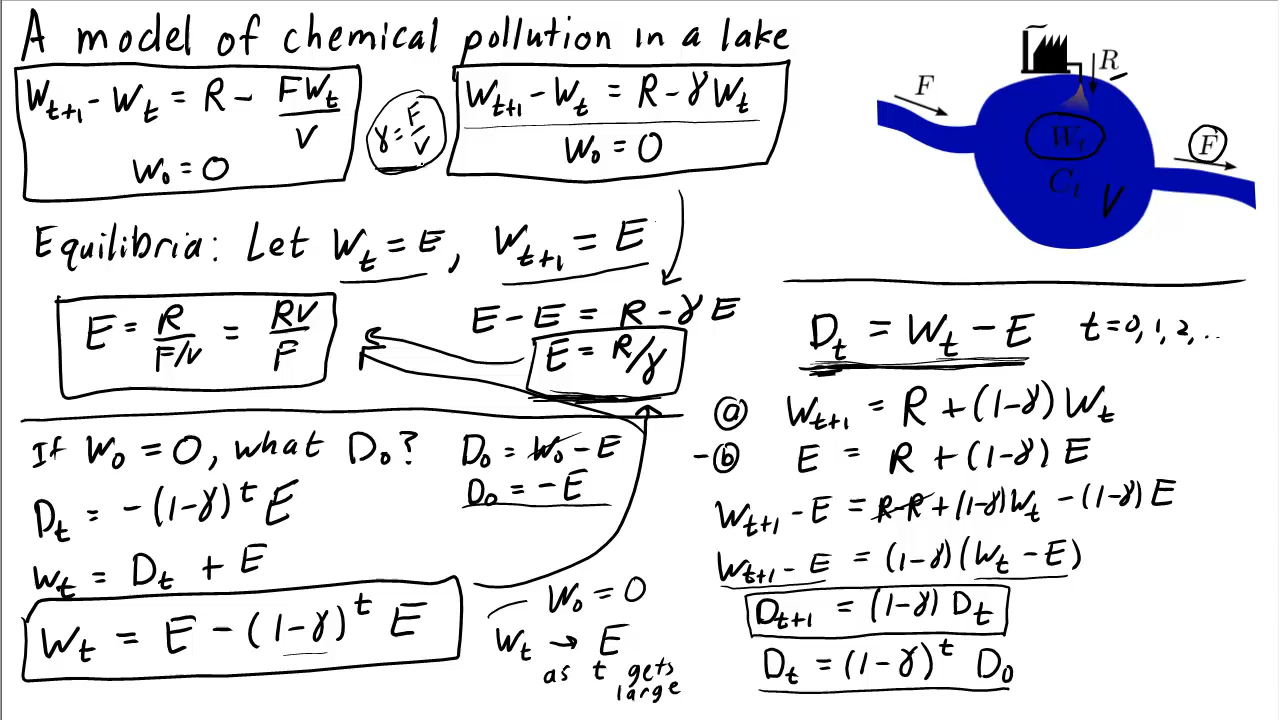 A model of chemical pollution in a lake
W_{t+1} - W_t = R - FW_t/V
W_0 = 0
γ = F/V
W_{t+1} - W_t = R - γW_t
W_0 = 0
F
R
W_t
C_t
V
F
Equilibria: Let W_t = E, W_{t+1} = E
E - E = R - γE
E = R/γ
E = R/(F/V) = RV/F
If W_0 = 0, what D_0?
D_0 = W_0 - E
D_0 = -E
D_t = -(1-γ)^t E
W_t = D_t + E
W_t = E - (1-γ)^t E
W_0 = 0
W_t → E
as t gets
large
D_t = W_t - E t = 0, 1, 2, ...
ⓐ W_{t+1} = R + (1-γ)W_t
-ⓑ E = R + (1-γ)E
W_{t+1} - E = R-R + (1-γ)W_t - (1-γ)E
W_{t+1} - E = (1-γ)(W_t - E)
D_{t+1} = (1-γ)D_t
D_t = (1-γ)^t D_0